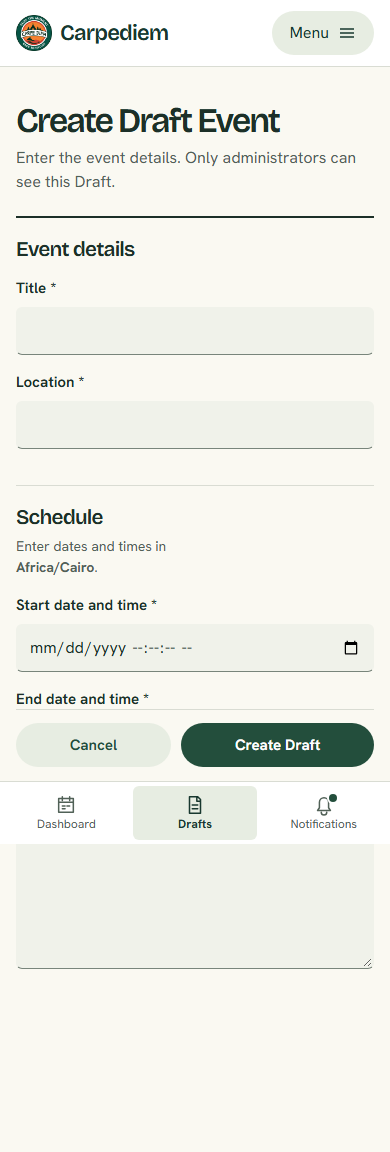 Carpediem
Menu
Create Draft Event
Enter the event details. Only administrators can
see this Draft.
Event details
Title *
Location *
Schedule
Enter dates and times in
Africa/Cairo.
Start date and time *
mm/dd/yyyy --:--:-- --
End date and time *
Cancel
Create Draft
Dashboard
Drafts
Notifications